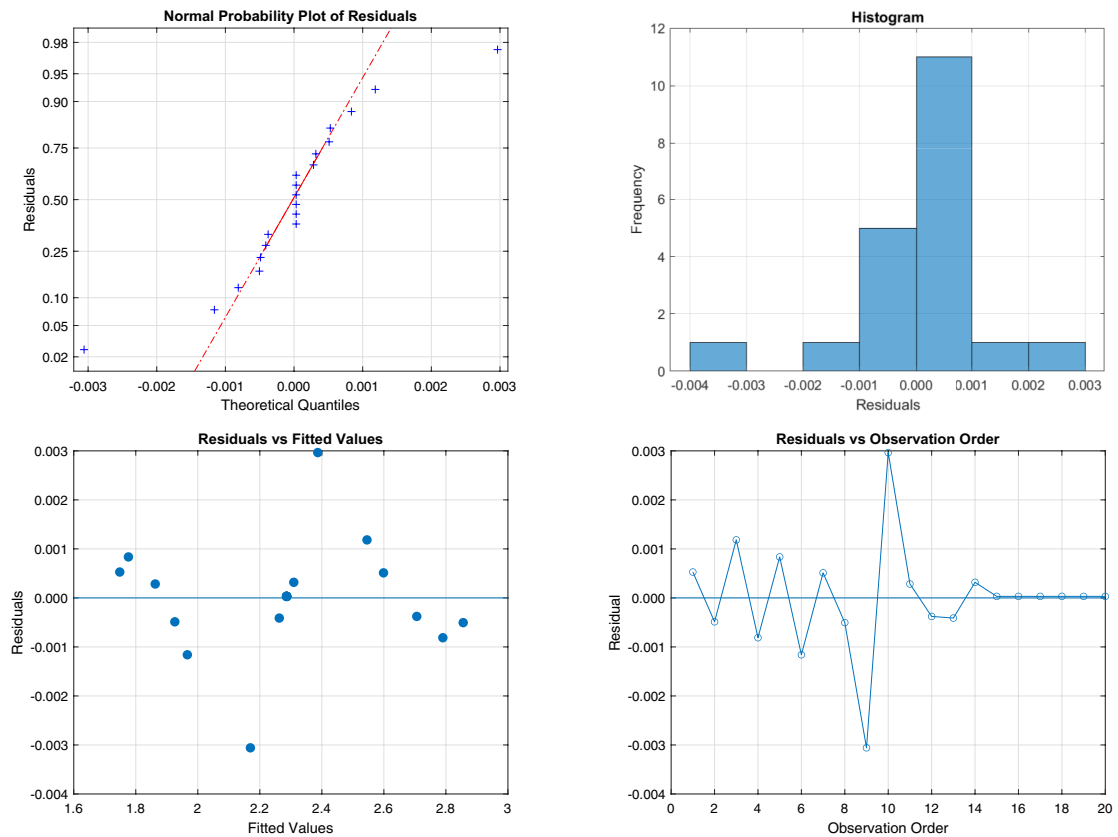 Normal Probability Plot of Residuals
0.98
0.95
0.90
0.75
0.50
0.25
0.10
0.05
0.02
Residuals
-0.003 -0.002 -0.001 0.000 0.001 0.002 0.003
Theoretical Quantiles
Histogram
12
10
8
6
4
2
0
Frequency
-0.004 -0.003 -0.002 -0.001 0.000 0.001 0.002 0.003
Residuals
Residuals vs Fitted Values
0.003
0.002
0.001
0.000
-0.001
-0.002
-0.003
-0.004
Residuals
1.6 1.8 2 2.2 2.4 2.6 2.8 3
Fitted Values
Residuals vs Observation Order
0.003
0.002
0.001
0.000
-0.001
-0.002
-0.003
-0.004
Residual
0 2 4 6 8 10 12 14 16 18 20
Observation Order